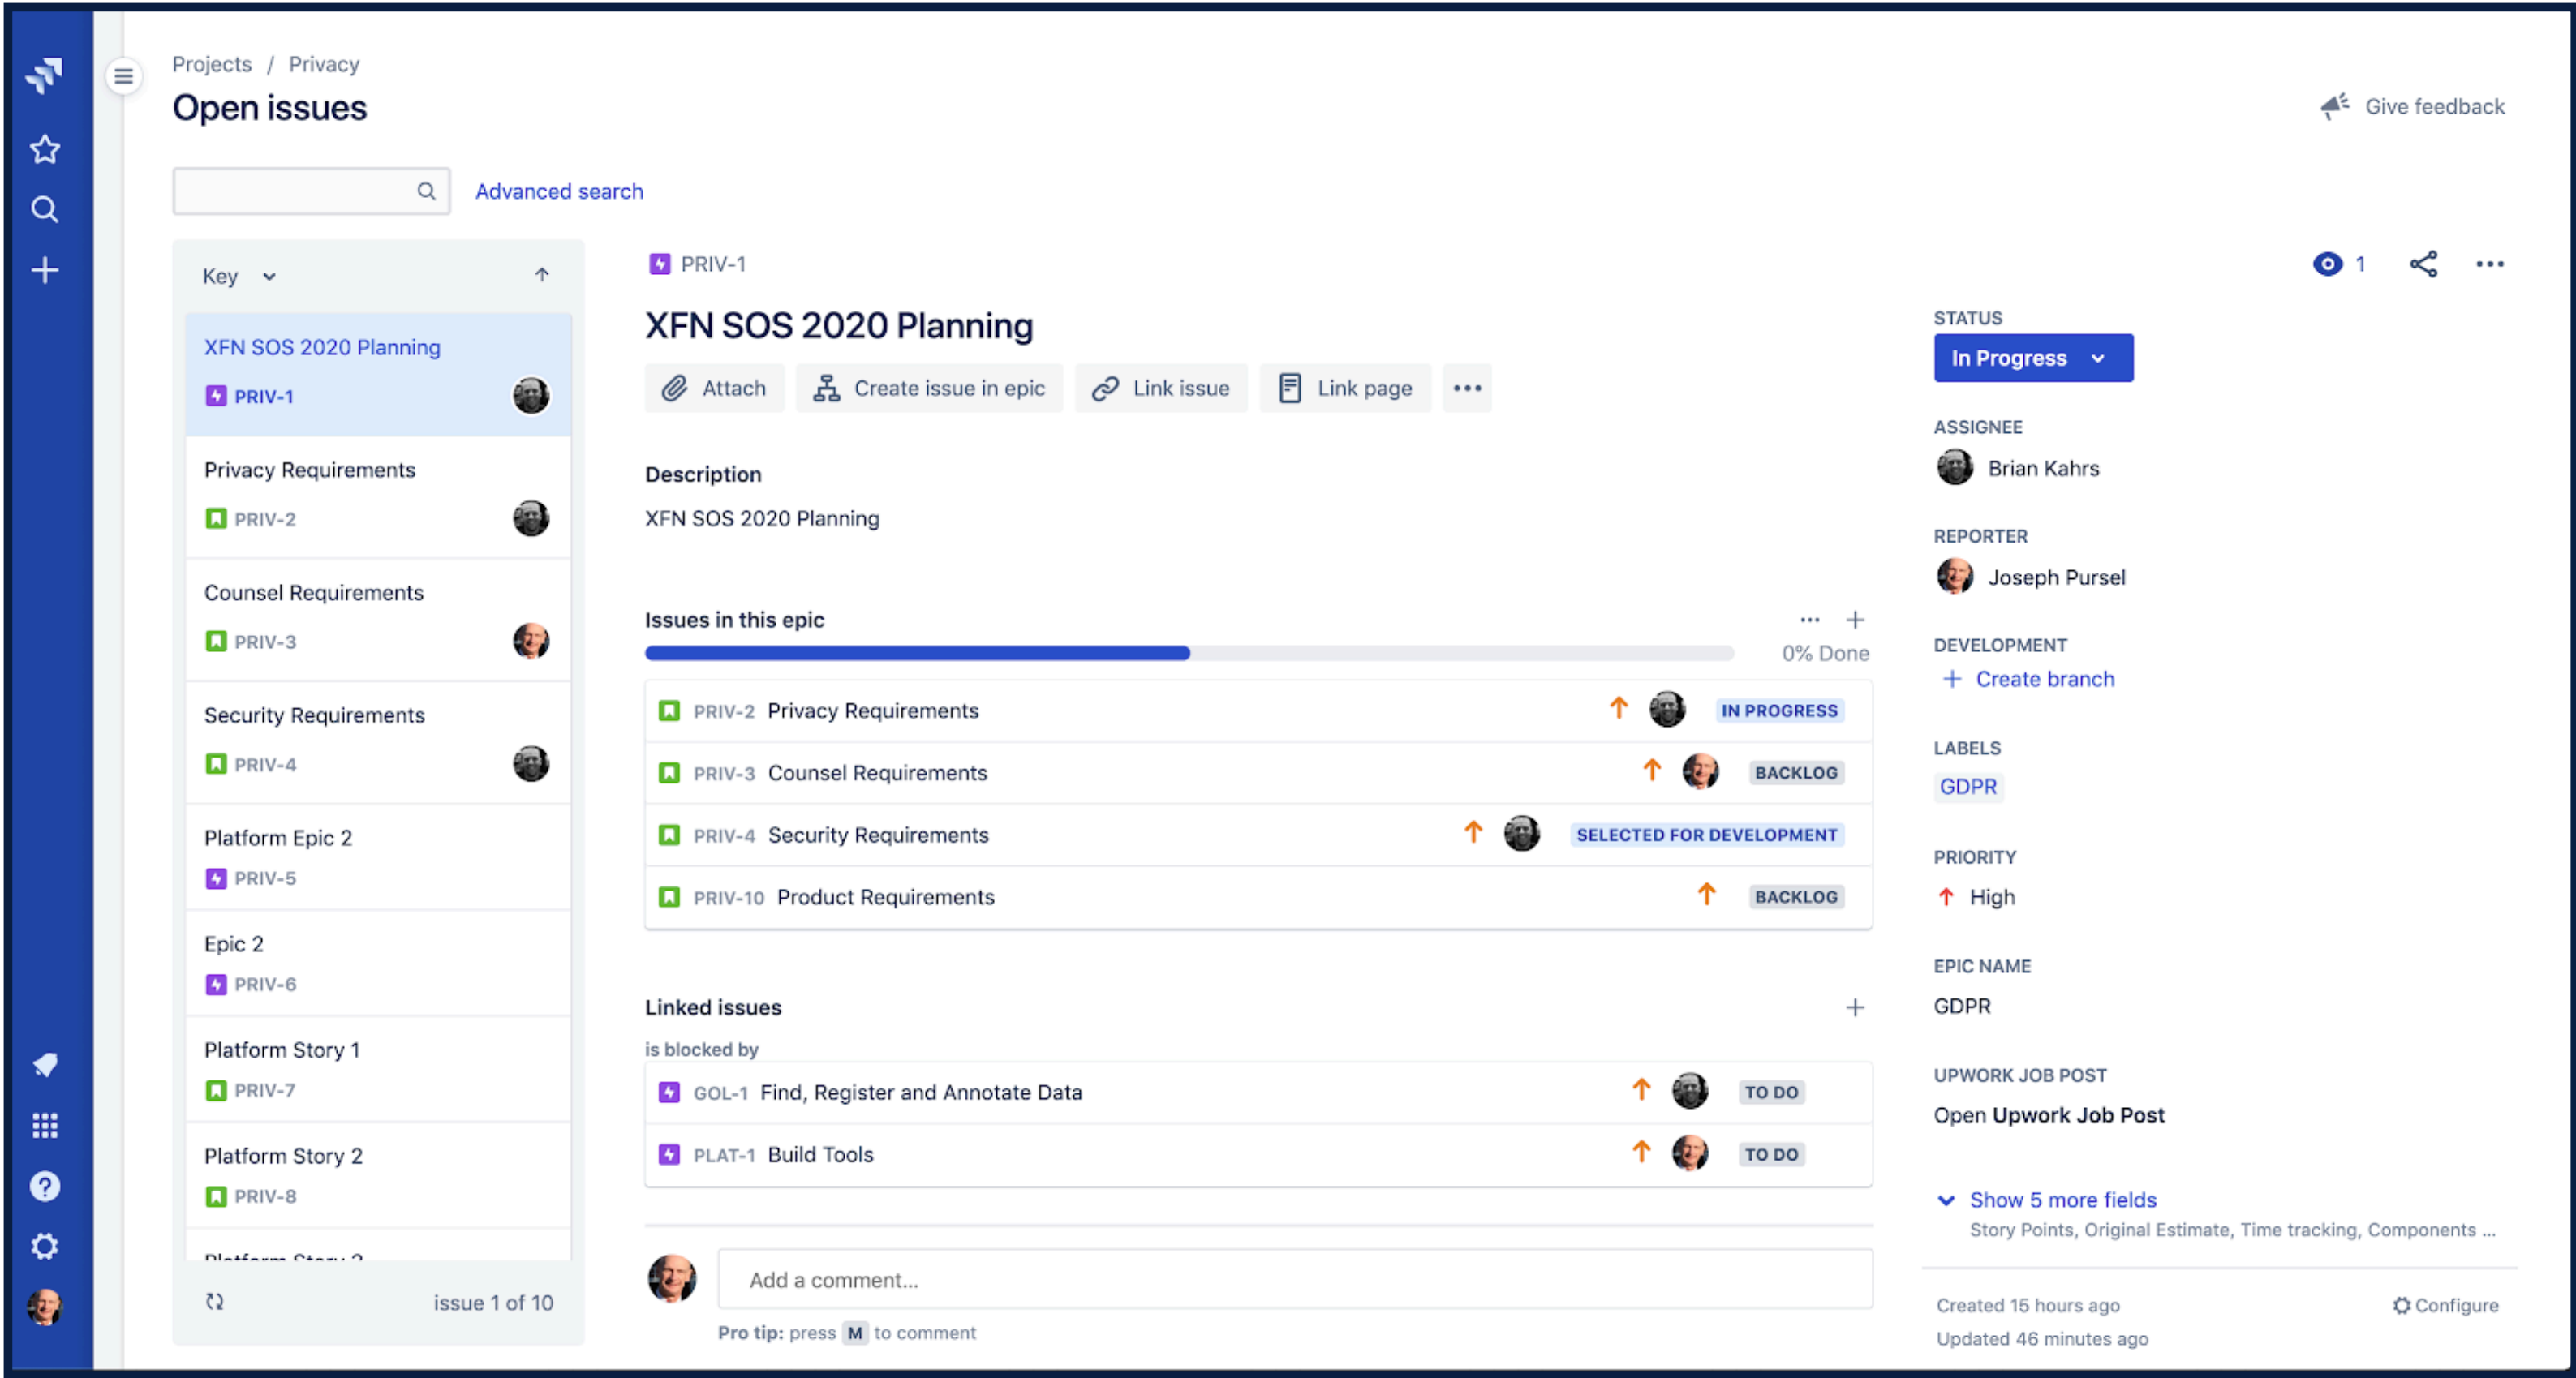 Projects / Privacy
Open issues
Give feedback
Advanced search
Key
XFN SOS 2020 Planning
PRIV-1
Privacy Requirements
PRIV-2
Counsel Requirements
PRIV-3
Security Requirements
PRIV-4
Platform Epic 2
PRIV-5
Epic 2
PRIV-6
Platform Story 1
PRIV-7
Platform Story 2
PRIV-8
issue 1 of 10
PRIV-1
XFN SOS 2020 Planning
Attach Create issue in epic Link issue Link page
Description
XFN SOS 2020 Planning
Issues in this epic
0% Done
PRIV-2 Privacy Requirements IN PROGRESS
PRIV-3 Counsel Requirements BACKLOG
PRIV-4 Security Requirements SELECTED FOR DEVELOPMENT
PRIV-10 Product Requirements BACKLOG
Linked issues
is blocked by
GOL-1 Find, Register and Annotate Data TO DO
PLAT-1 Build Tools TO DO
Add a comment...
Pro tip: press M to comment
1
STATUS
In Progress
ASSIGNEE
Brian Kahrs
REPORTER
Joseph Pursel
DEVELOPMENT
Create branch
LABELS
GDPR
PRIORITY
High
EPIC NAME
GDPR
UPWORK JOB POST
Open Upwork Job Post
Show 5 more fields
Story Points, Original Estimate, Time tracking, Components ...
Created 15 hours ago
Configure
Updated 46 minutes ago